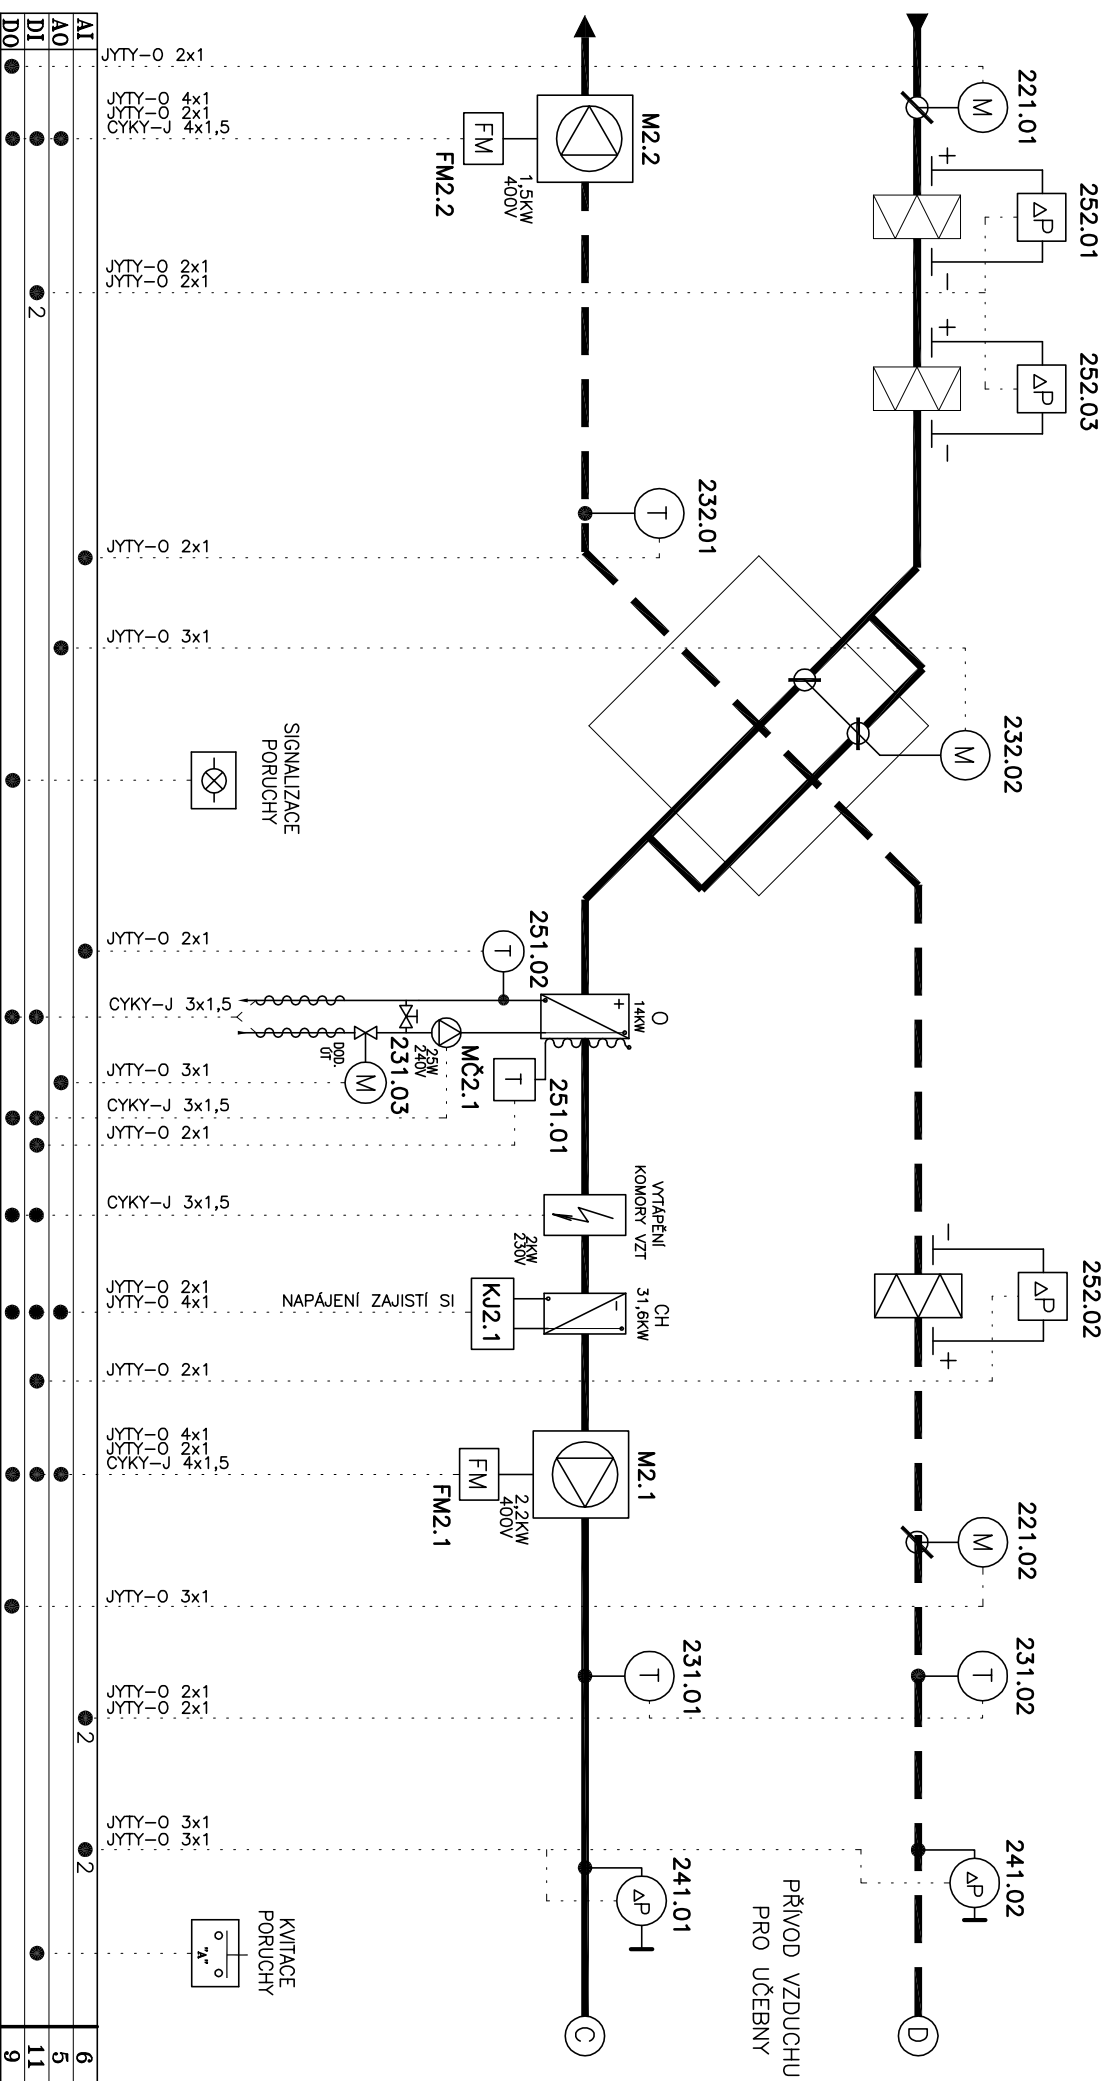 221.01
M
252.01
ΔP
+
−
252.03
ΔP
+
−
232.01
T
232.02
M
252.02
ΔP
−
+
221.02
M
231.02
T
241.02
ΔP
D
PŘÍVOD VZDUCHU
PRO UČEBNY
M2.2
FM
FM2.2
1,5KW
400V
O
14KW
+
251.02
T
251.01
T
MČ2.1
25W
240V
231.03
M
DOD.
ÚT
VYTÁPĚNÍ
KOMORY VZT
2KW
230V
CH
31,6KW
−
KJ2.1
NAPÁJENÍ ZAJISTÍ SI
M2.1
FM
FM2.1
2,2KW
400V
231.01
T
241.01
ΔP
C
SIGNALIZACE
PORUCHY
KVITACE
PORUCHY
"A"
JYTY−O 2x1
JYTY−O 4x1
JYTY−O 2x1
CYKY−J 4x1,5
JYTY−O 2x1
JYTY−O 2x1
JYTY−O 2x1
JYTY−O 3x1
JYTY−O 2x1
CYKY−J 3x1,5
JYTY−O 3x1
CYKY−J 3x1,5
JYTY−O 2x1
CYKY−J 3x1,5
JYTY−O 2x1
JYTY−O 4x1
JYTY−O 2x1
JYTY−O 4x1
JYTY−O 2x1
CYKY−J 4x1,5
JYTY−O 3x1
JYTY−O 2x1
JYTY−O 2x1
JYTY−O 3x1
JYTY−O 3x1
AI 2 2 6
AO 5
DI 2 11
DO 9